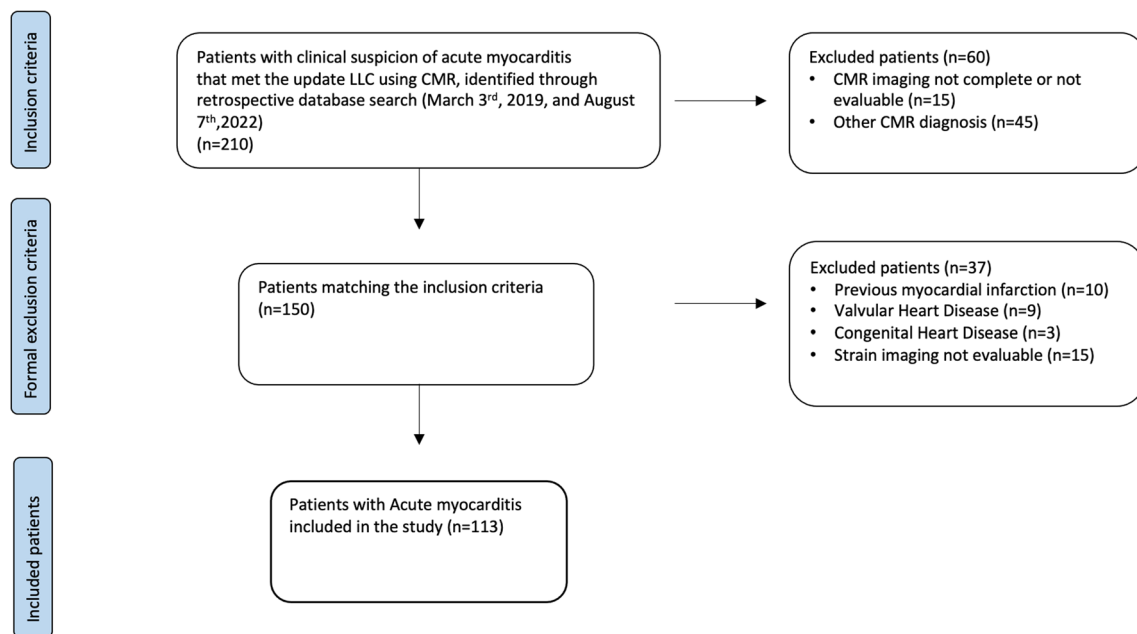 Inclusion criteria
Patients with clinical suspicion of acute myocarditis
that met the update LLC using CMR, identified through
retrospective database search (March 3rd, 2019, and August
7th,2022)
(n=210)
Excluded patients (n=60)
• CMR imaging not complete or not
evaluable (n=15)
• Other CMR diagnosis (n=45)
Formal exclusion criteria
Patients matching the inclusion criteria
(n=150)
Excluded patients (n=37)
• Previous myocardial infarction (n=10)
• Valvular Heart Disease (n=9)
• Congenital Heart Disease (n=3)
• Strain imaging not evaluable (n=15)
Included patients
Patients with Acute myocarditis
included in the study (n=113)